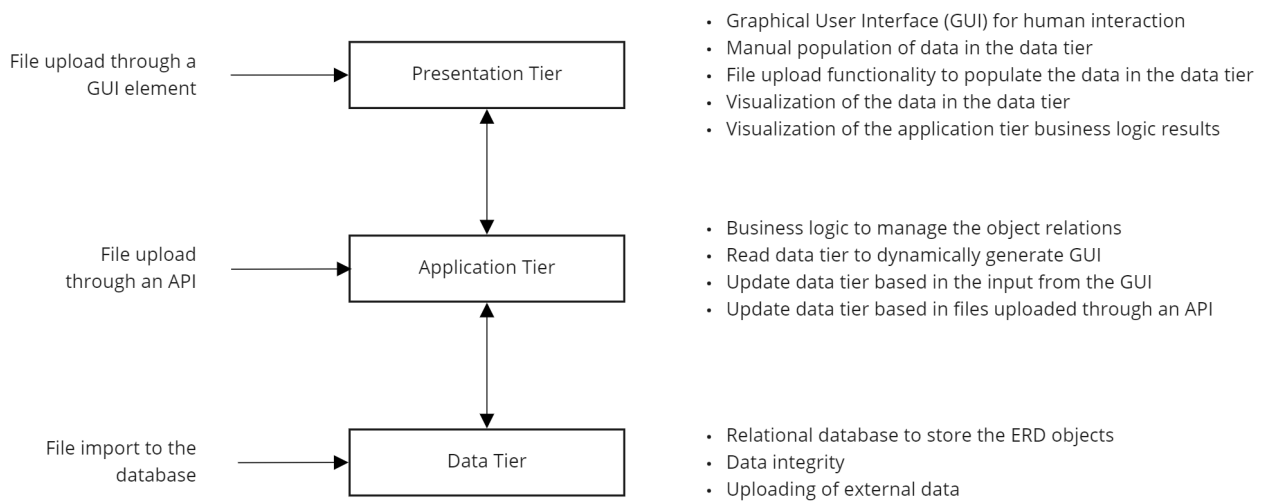 File upload through a
GUI element
Presentation Tier
• Graphical User Interface (GUI) for human interaction
• Manual population of data in the data tier
• File upload functionality to populate the data in the data tier
• Visualization of the data in the data tier
• Visualization of the application tier business logic results
File upload
through an API
Application Tier
• Business logic to manage the object relations
• Read data tier to dynamically generate GUI
• Update data tier based in the input from the GUI
• Update data tier based in files uploaded through an API
File import to the
database
Data Tier
• Relational database to store the ERD objects
• Data integrity
• Uploading of external data